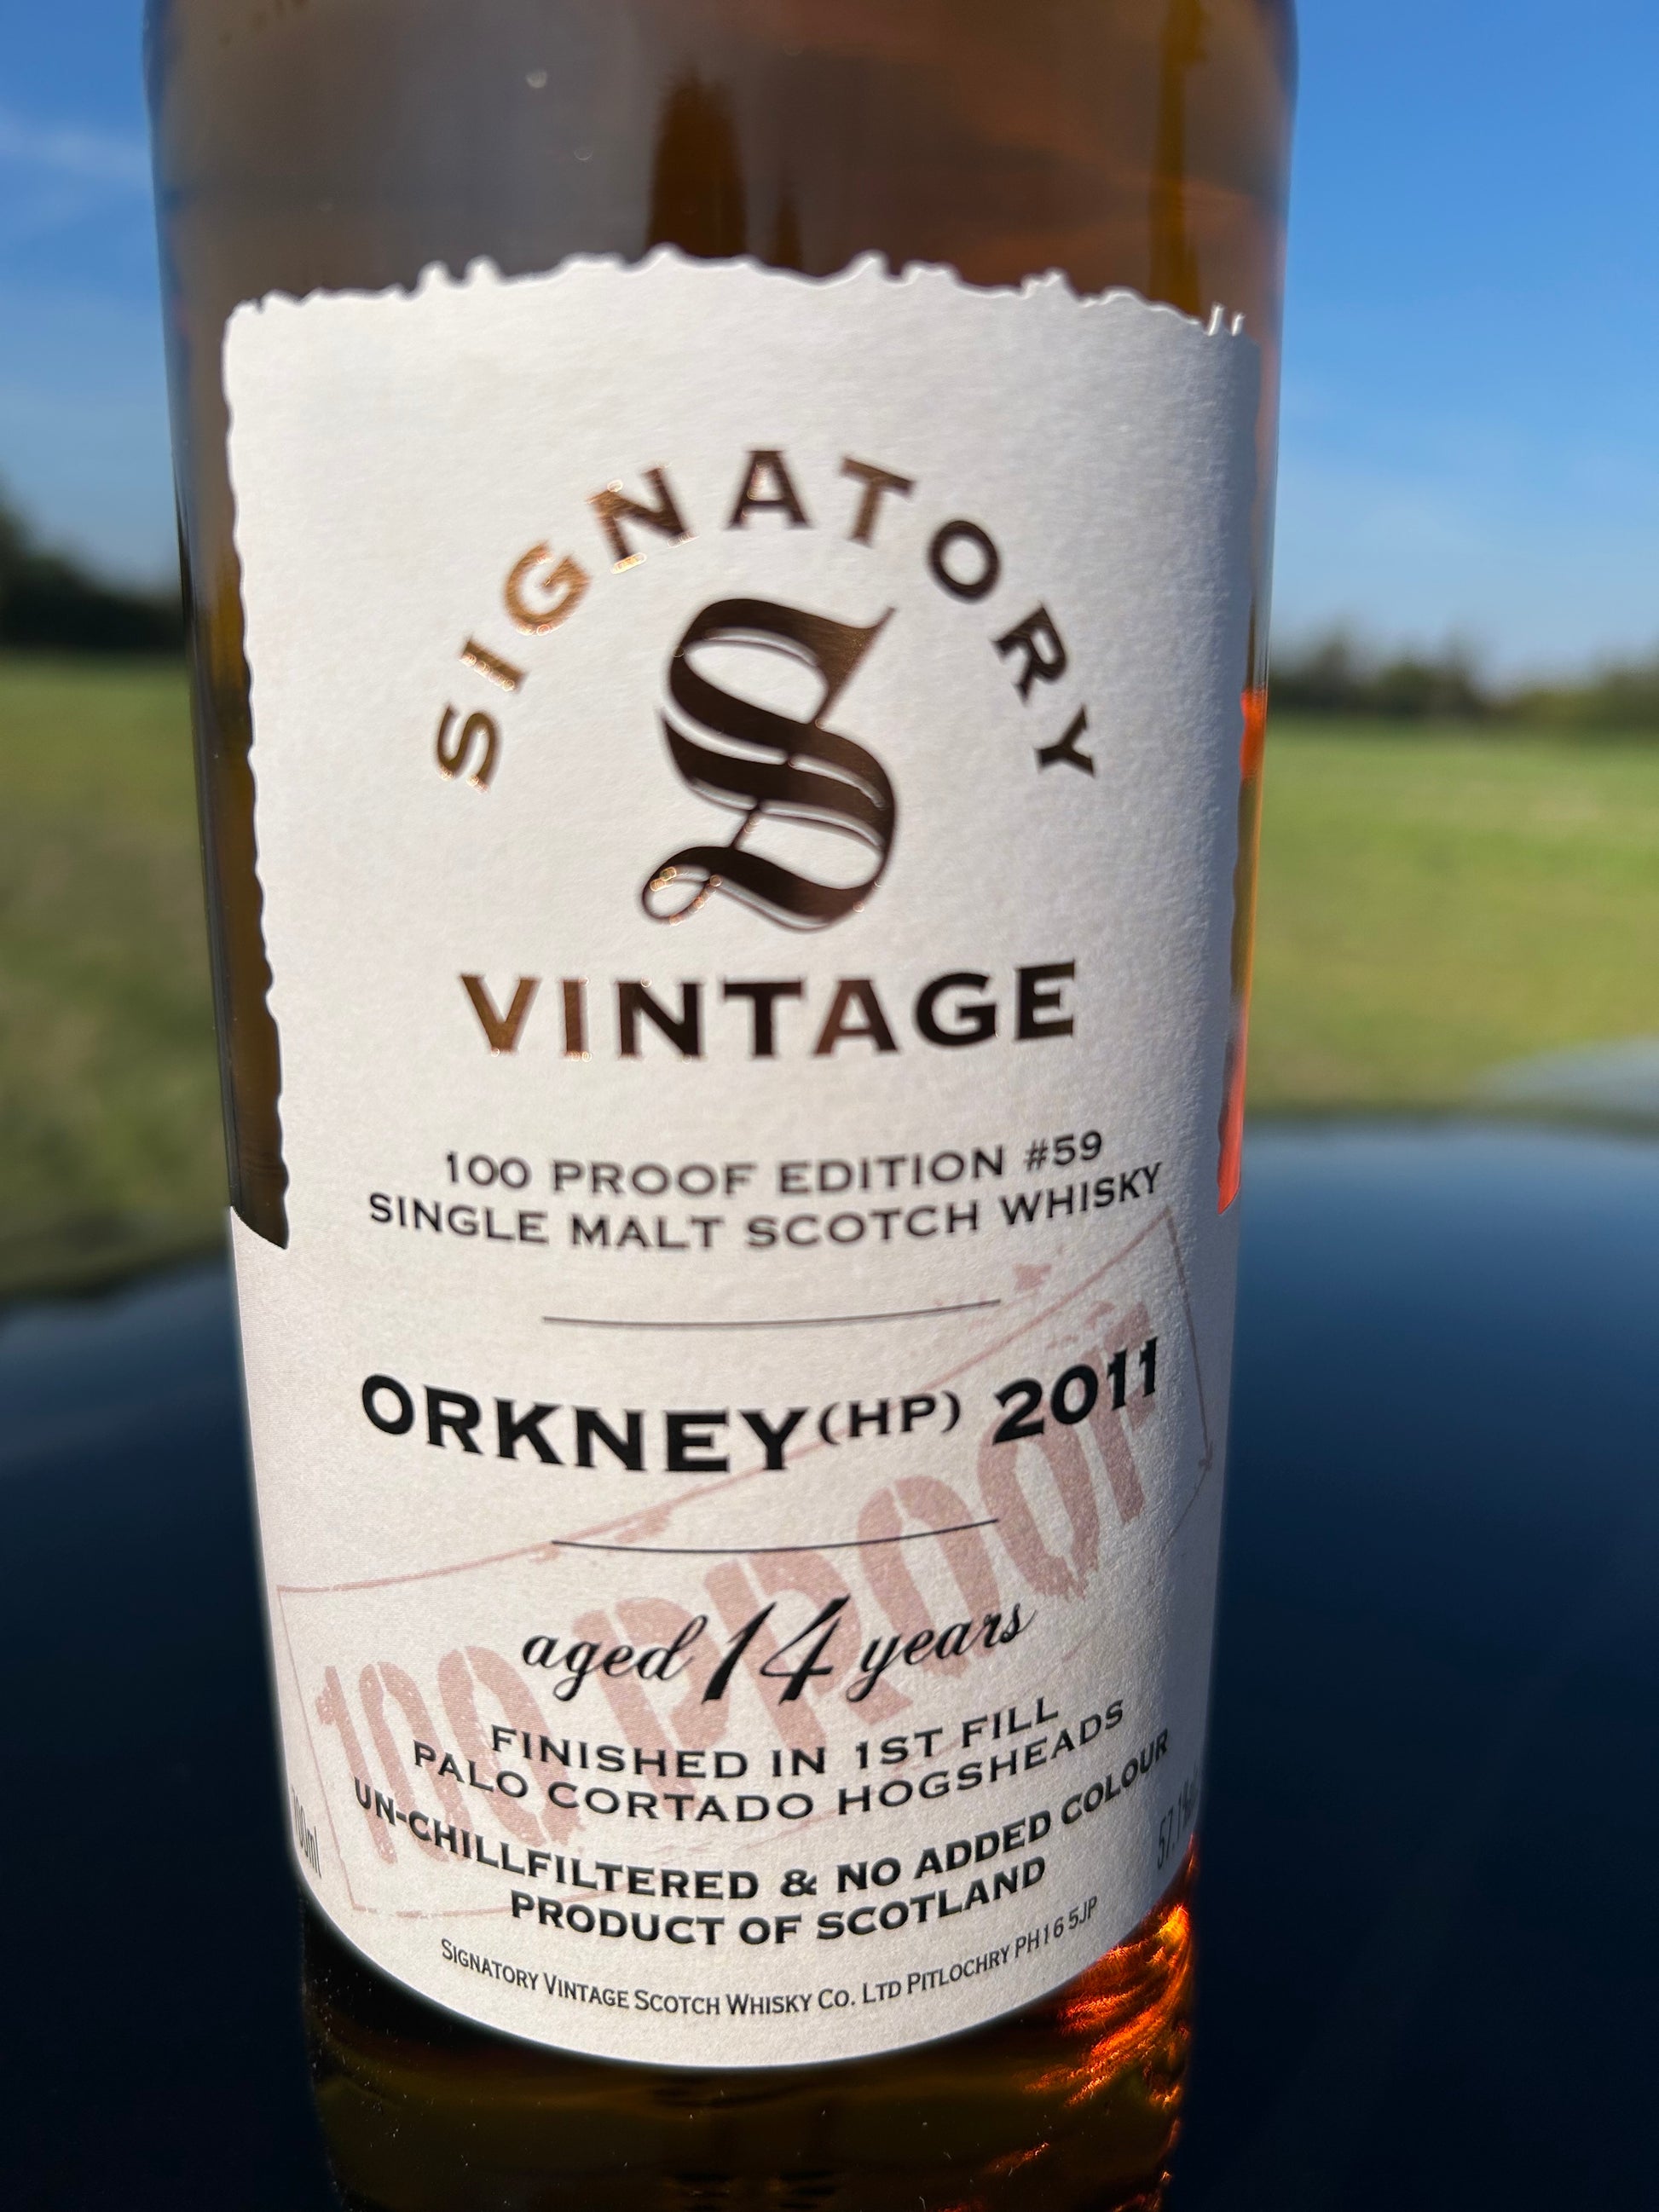 SIGNATORY
S
VINTAGE
100 PROOF EDITION #59
SINGLE MALT SCOTCH WHISKY
ORKNEY(HP) 2011
100 PROOF
aged 14 years
FINISHED IN 1ST FILL
PALO CORTADO HOGSHEADS
UN-CHILLFILTERED & NO ADDED COLOUR
PRODUCT OF SCOTLAND
SIGNATORY VINTAGE SCOTCH WHISKY CO. LTD PITLOCHRY PH16 5JP